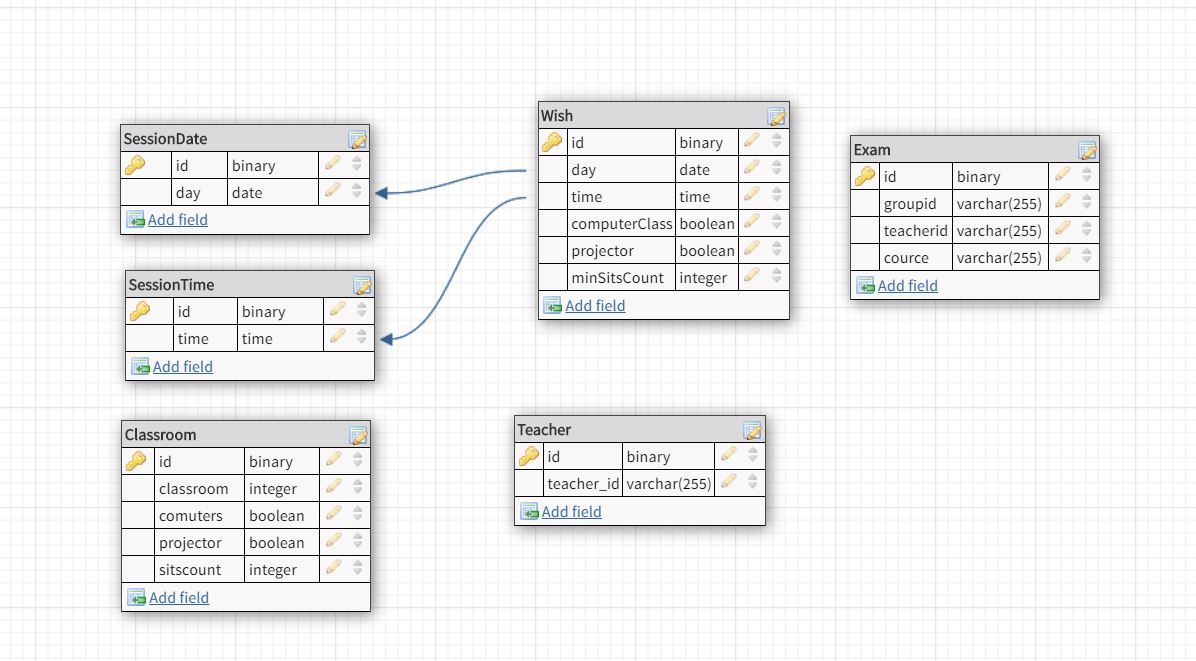 SessionDate
id binary
day date
Add field
SessionTime
id binary
time time
Add field
Classroom
id binary
classroom integer
comuters boolean
projector boolean
sitscount integer
Add field
Wish
id binary
day date
time time
computerClass boolean
projector boolean
minSitsCount integer
Add field
Teacher
id binary
teacher_id varchar(255)
Add field
Exam
id binary
groupid varchar(255)
teacherid varchar(255)
cource varchar(255)
Add field